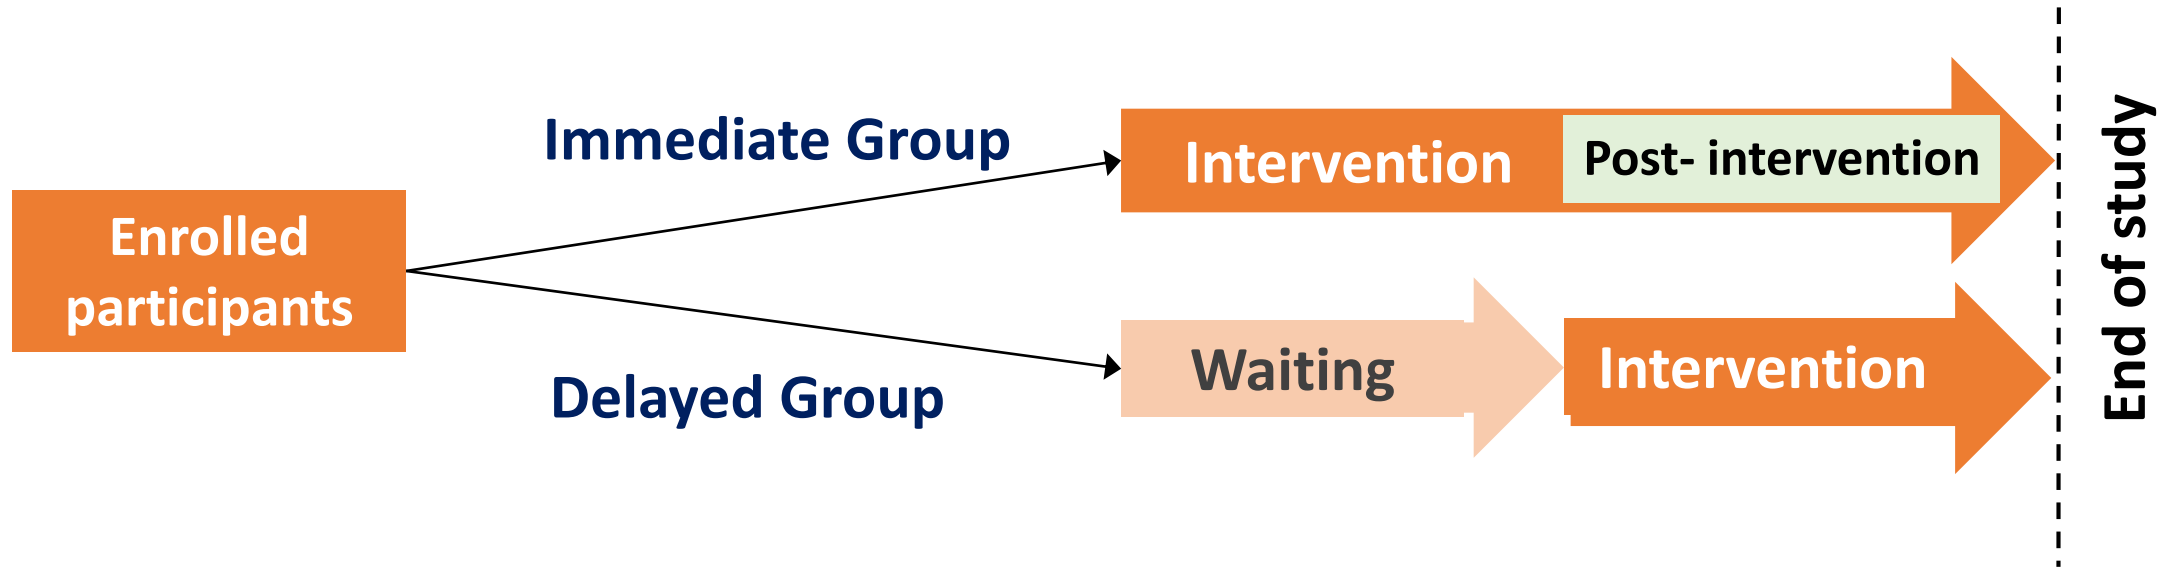 Enrolled
participants
Immediate Group
Delayed Group
Intervention
Post- intervention
Waiting
Intervention
End of study